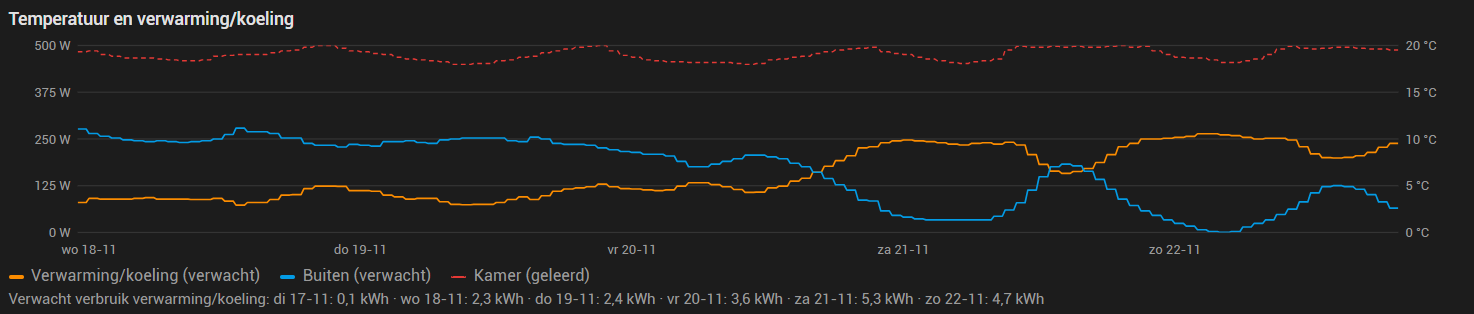 Temperatuur en verwarming/koeling
500 W 20 °C
375 W 15 °C
250 W 10 °C
125 W 5 °C
0 W 0 °C
wo 18-11 do 19-11 vr 20-11 za 21-11 zo 22-11
Verwarming/koeling (verwacht) Buiten (verwacht) Kamer (geleerd)
Verwacht verbruik verwarming/koeling: di 17-11: 0,1 kWh · wo 18-11: 2,3 kWh · do 19-11: 2,4 kWh · vr 20-11: 3,6 kWh · za 21-11: 5,3 kWh · zo 22-11: 4,7 kWh